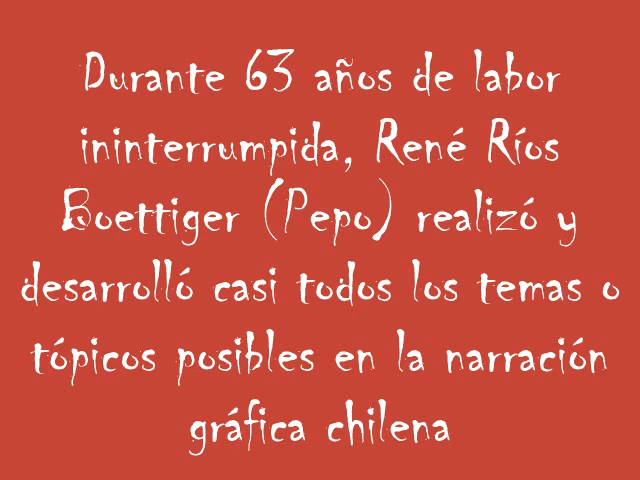 Durante 63 años de labor
ininterrumpida, René Ríos
Boettiger (Pepo) realizó y
desarrolló casi todos los temas o
tópicos posibles en la narración
gráfica chilena